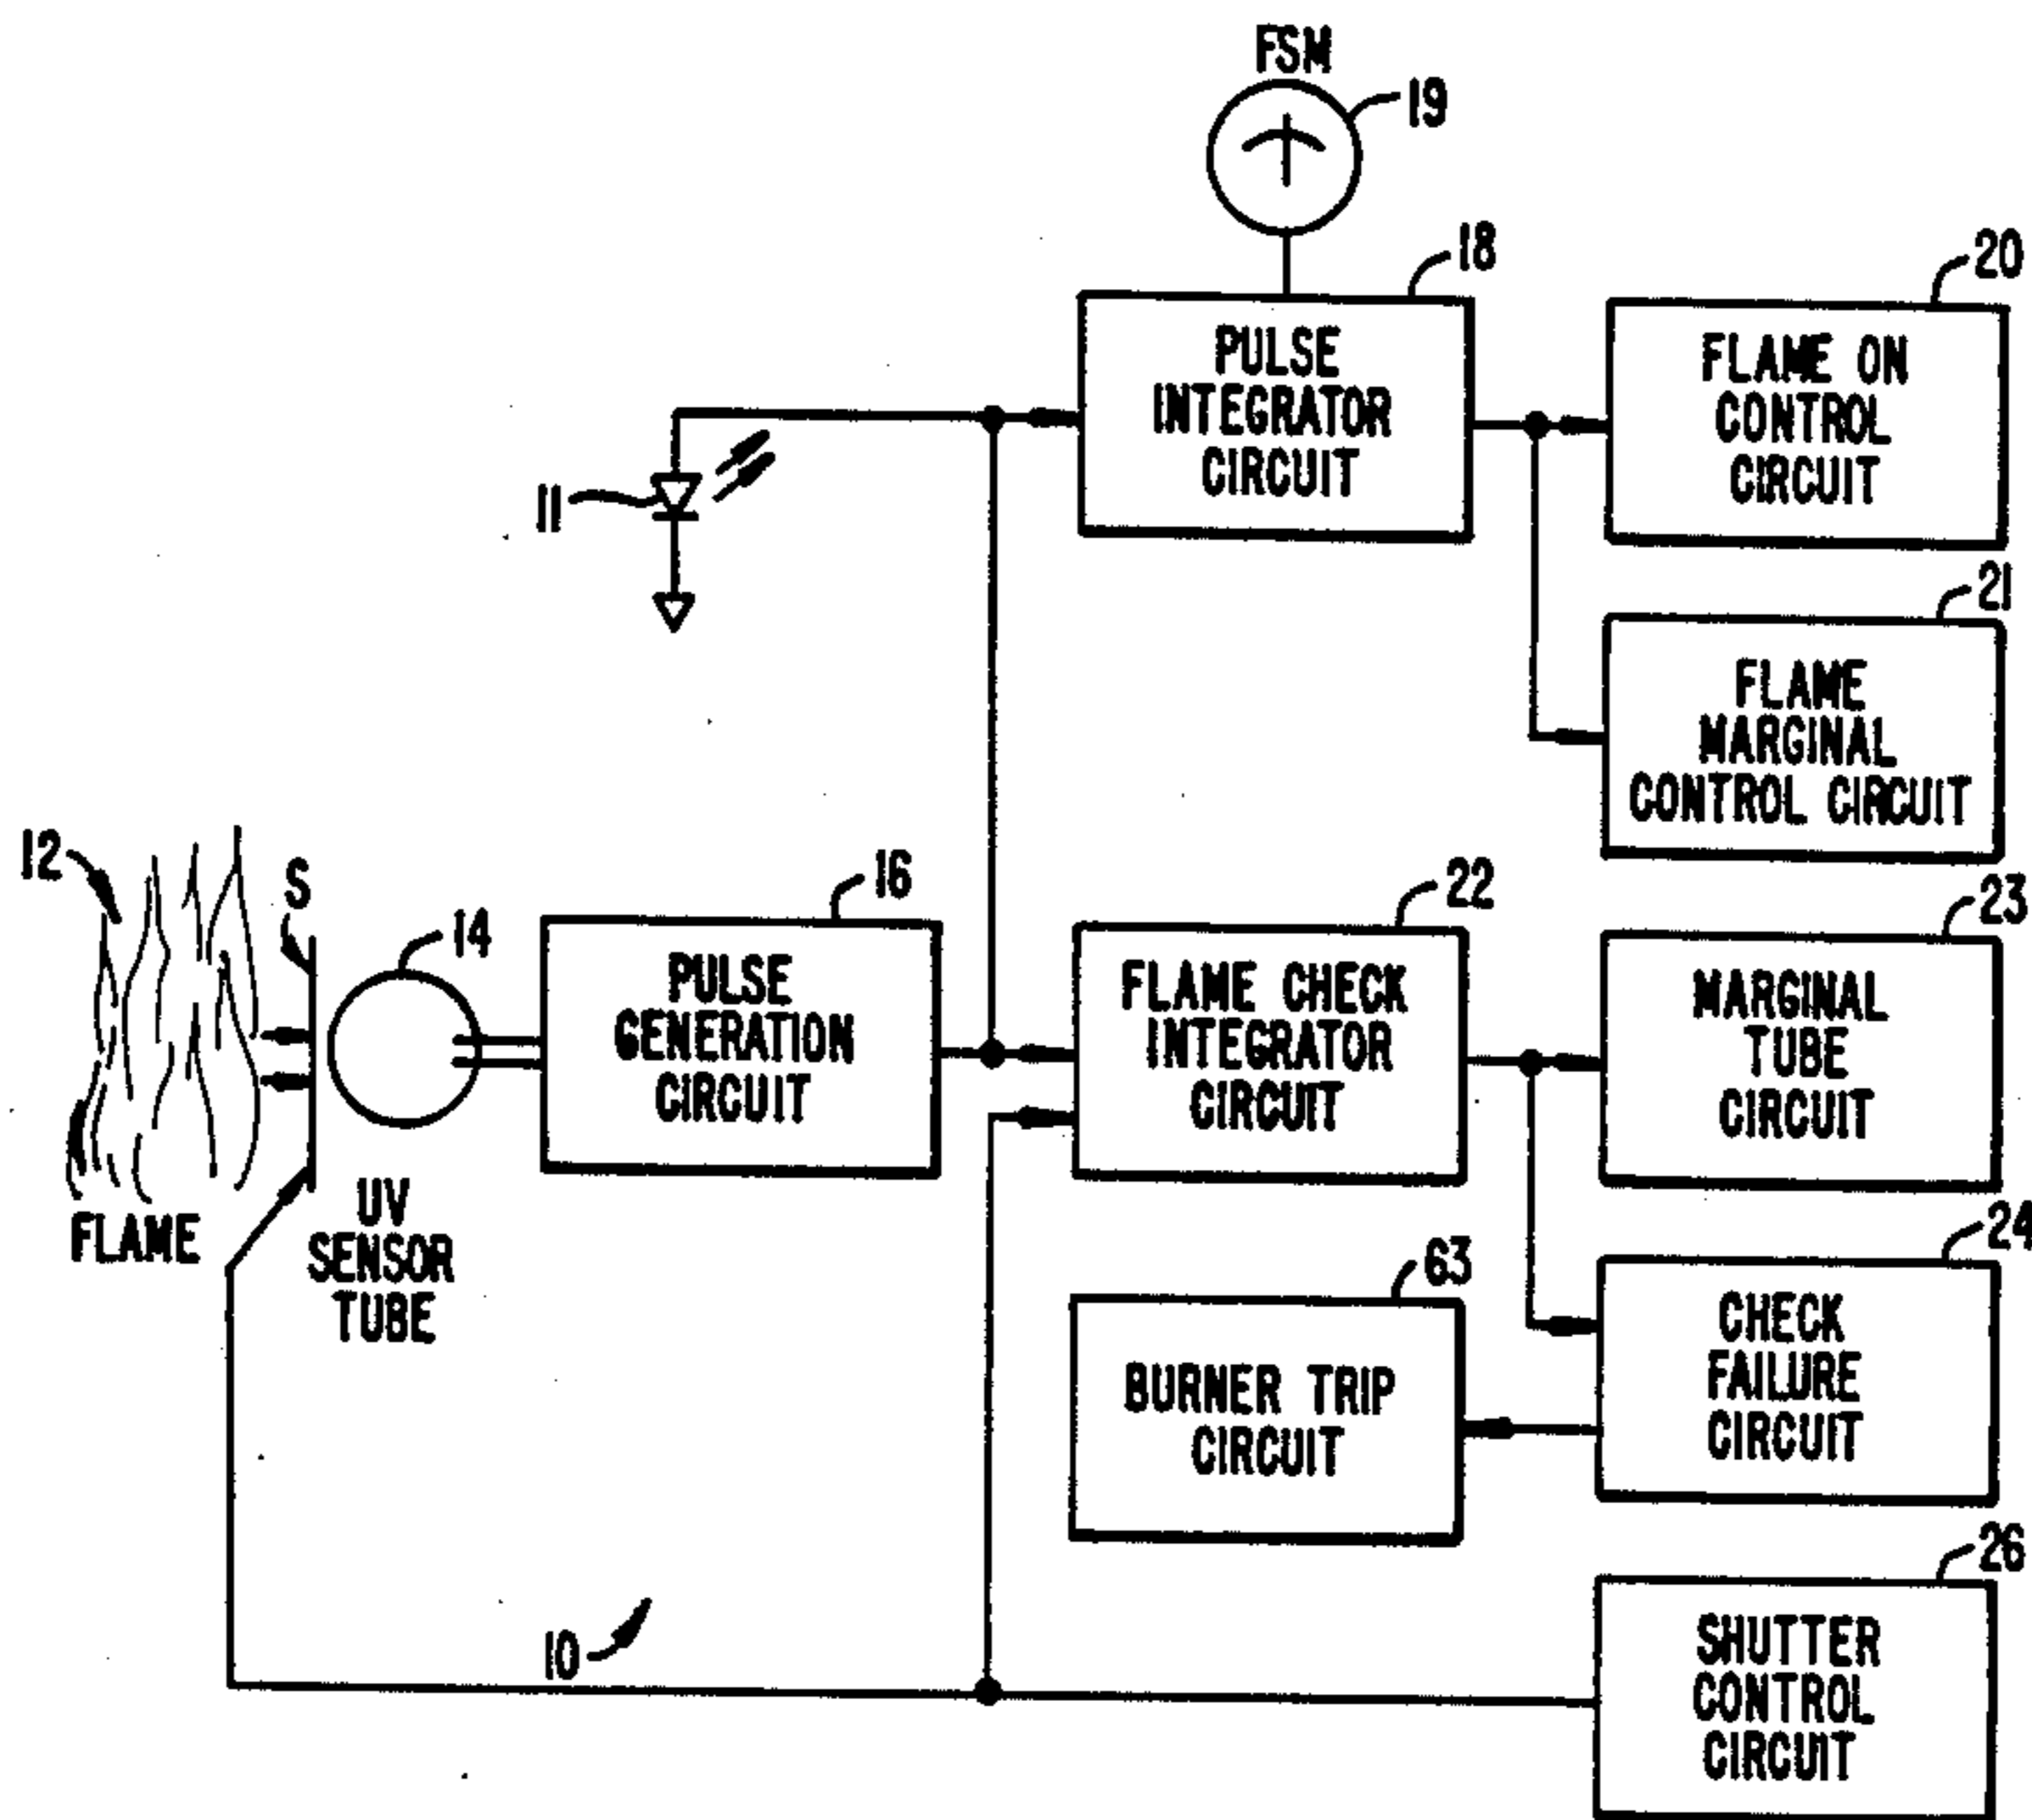 FSM
19
18
PULSE
INTEGRATOR
CIRCUIT
20
FLAME ON
CONTROL
CIRCUIT
11
21
FLAME
MARGINAL
CONTROL CIRCUIT
12
S
14
16
PULSE
GENERATION
CIRCUIT
22
FLAME CHECK
INTEGRATOR
CIRCUIT
23
MARGINAL
TUBE
CIRCUIT
FLAME
UV
SENSOR
TUBE
63
BURNER TRIP
CIRCUIT
24
CHECK
FAILURE
CIRCUIT
10
26
SHUTTER
CONTROL
CIRCUIT